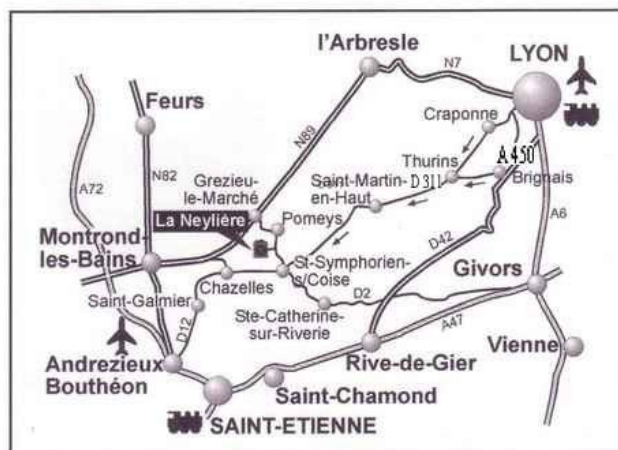 l'Arbresle
LYON
N7
Feurs
Craponne
A 450
N89
A72
N82
Thurins
Grezieu-
le-Marché
Saint-Martin
en-Haut
D 311
Brignais
La Neylière
Pomeys
A6
D42
Montrond-
les-Bains
St-Symphorien-
s/Coise
Givors
Saint-Galmier
Chazelles
D2
Ste-Catherine-
sur-Riverie
D12
A47
Vienne
Andrezieux
Bouthéon
Rive-de-Gier
Saint-Chamond
SAINT-ETIENNE